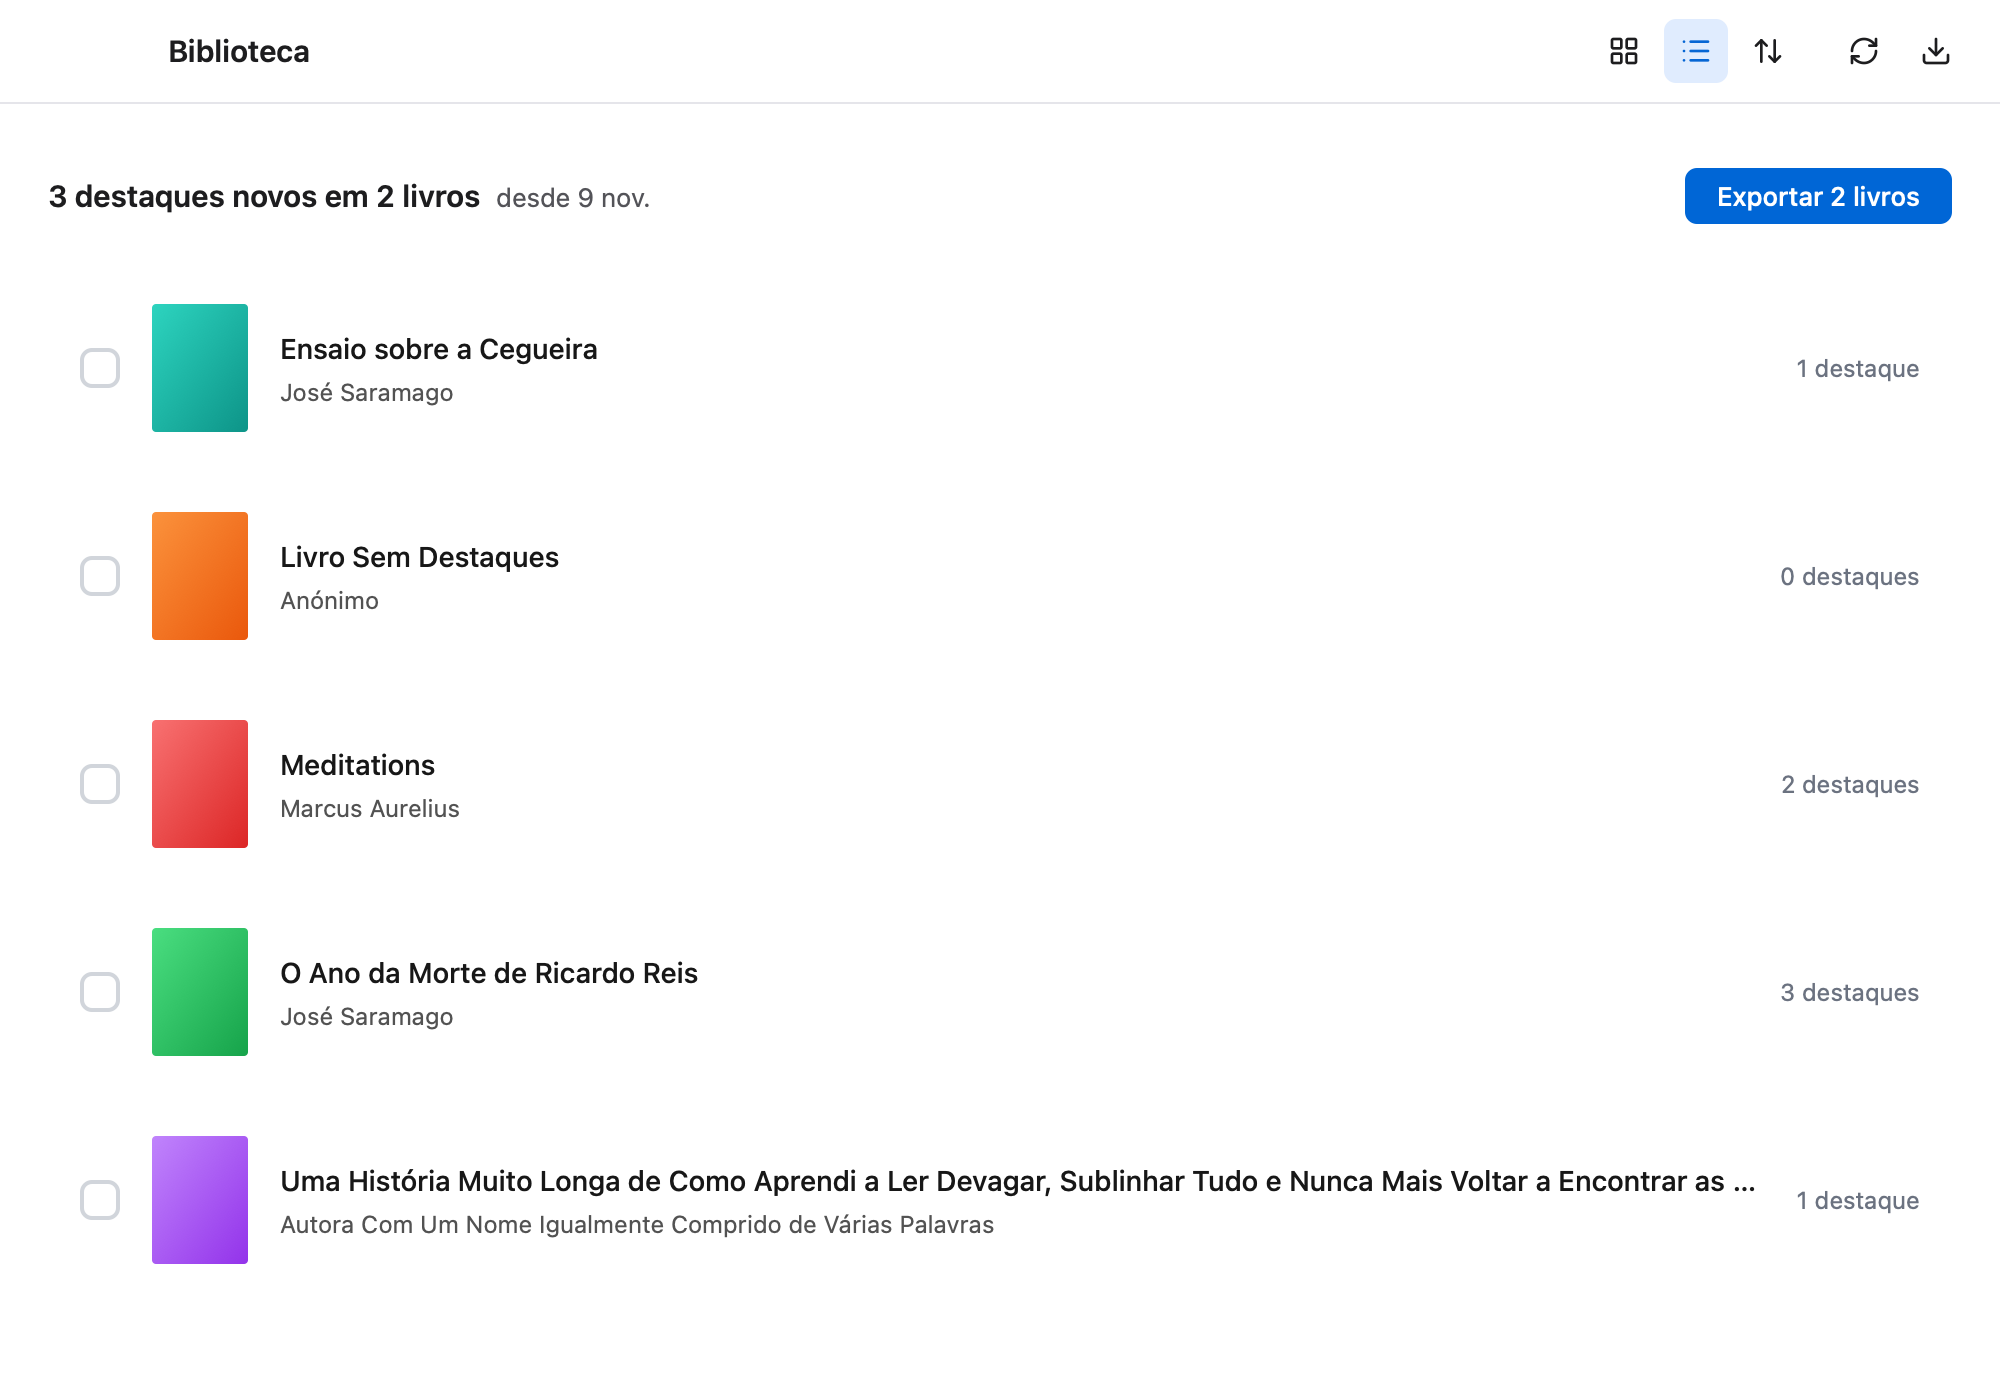 Biblioteca
3 destaques novos em 2 livros desde 9 nov.
Exportar 2 livros
Ensaio sobre a Cegueira
José Saramago
1 destaque
Livro Sem Destaques
Anónimo
0 destaques
Meditations
Marcus Aurelius
2 destaques
O Ano da Morte de Ricardo Reis
José Saramago
3 destaques
Uma História Muito Longa de Como Aprendi a Ler Devagar, Sublinhar Tudo e Nunca Mais Voltar a Encontrar as ...
Autora Com Um Nome Igualmente Comprido de Várias Palavras
1 destaque